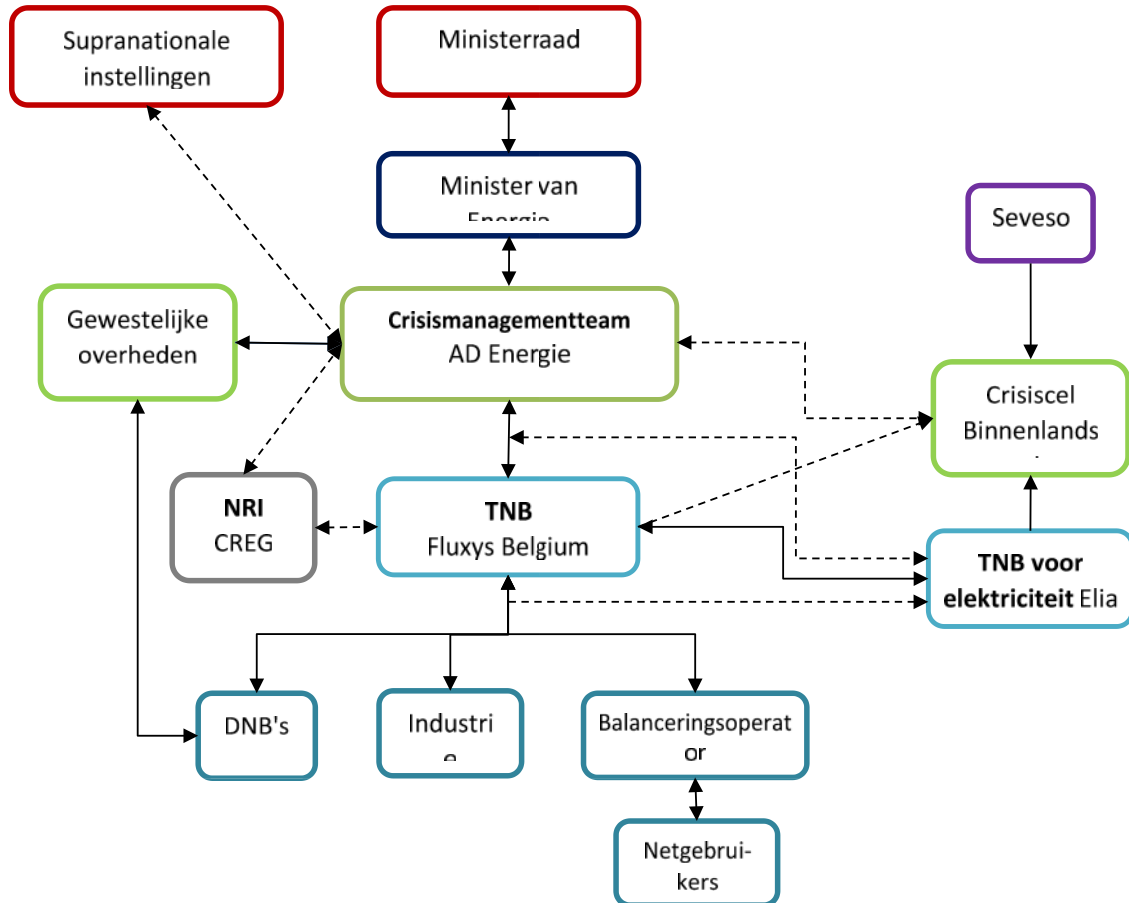 Supranationale
instellingen
Ministerraad
Minister van
Energie
Seveso
Gewestelijke
overheden
Crisismanagementteam
AD Energie
Crisiscel
Binnenlands
NRI
CREG
TNB
Fluxys Belgium
TNB voor
elektriciteit Elia
DNB's
Industri
e
Balanceringsoperat
or
Netgebrui-
kers